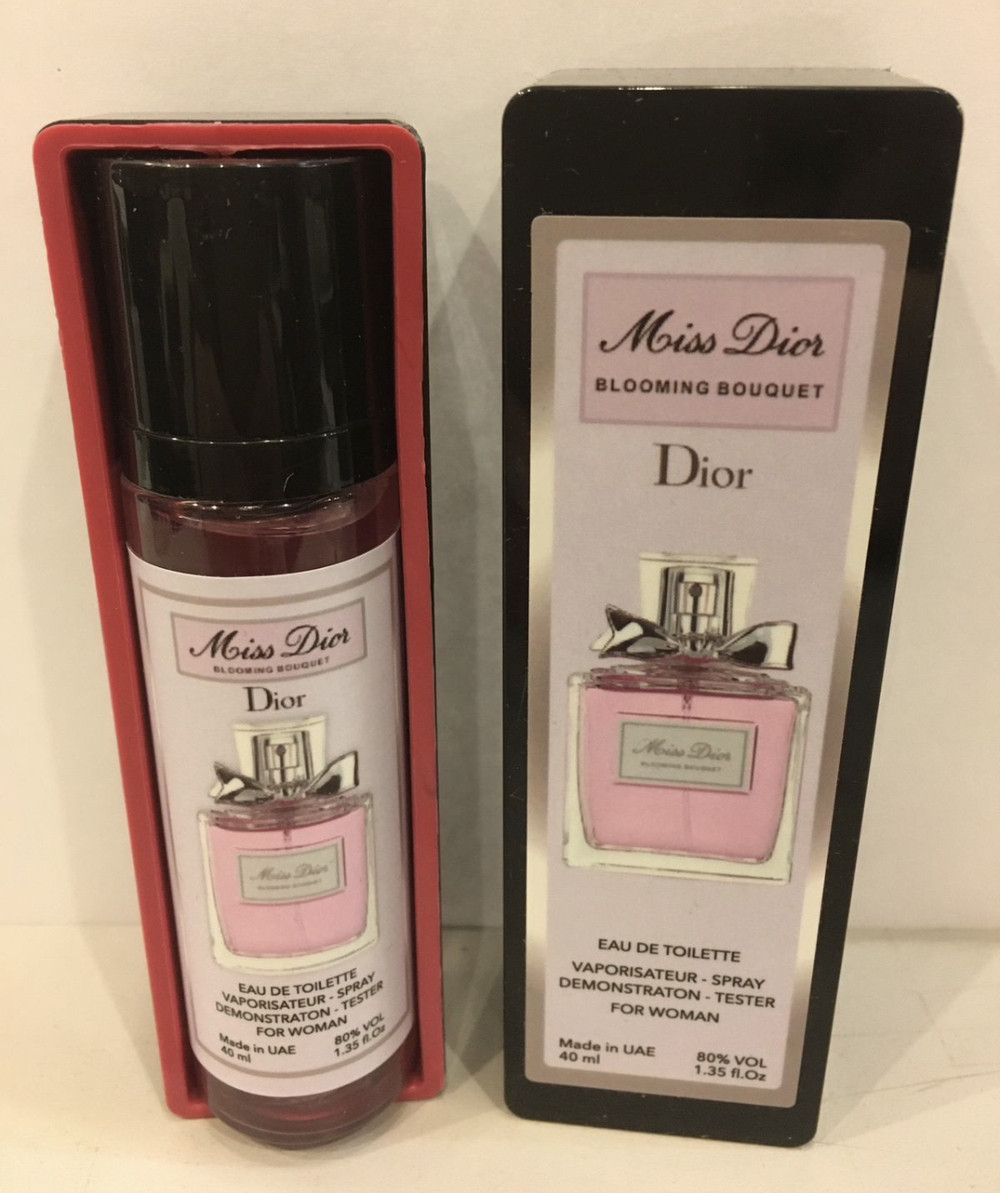 Miss Dior
BLOOMING BOUQUET
Dior
Miss Dior
BLOOMING BOUQUET
EAU DE TOILETTE
VAPORISATEUR - SPRAY
DEMONSTRATON - TESTER
FOR WOMAN
Made in UAE 80% VOL
40 ml 1.35 fl.Oz
Miss Dior
BLOOMING BOUQUET
Dior
Miss Dior
BLOOMING BOUQUET
EAU DE TOILETTE
VAPORISATEUR - SPRAY
DEMONSTRATON - TESTER
FOR WOMAN
Made in UAE 80% VOL
40 ml 1.35 fl.Oz